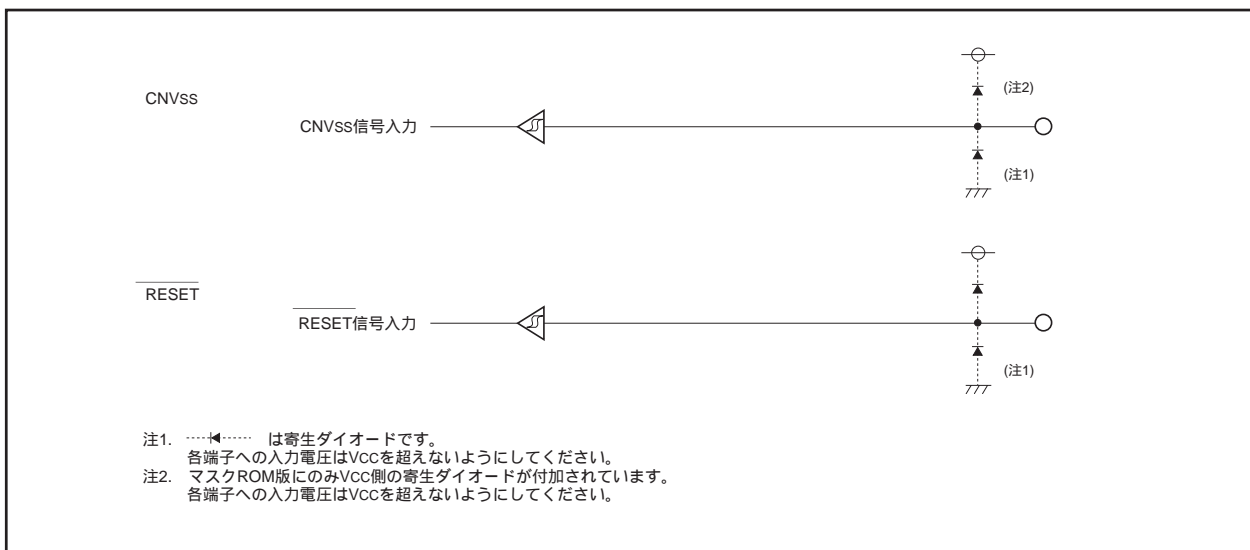 CNVSS
CNVSS信号入力
(注2)
(注1)
RESET
RESET信号入力
(注1)
注1. は寄生ダイオードです。
各端子への入力電圧はVCCを超えないようにしてください。
注2. マスクROM版にのみVCC側の寄生ダイオードが付加されています。
各端子への入力電圧はVCCを超えないようにしてください。